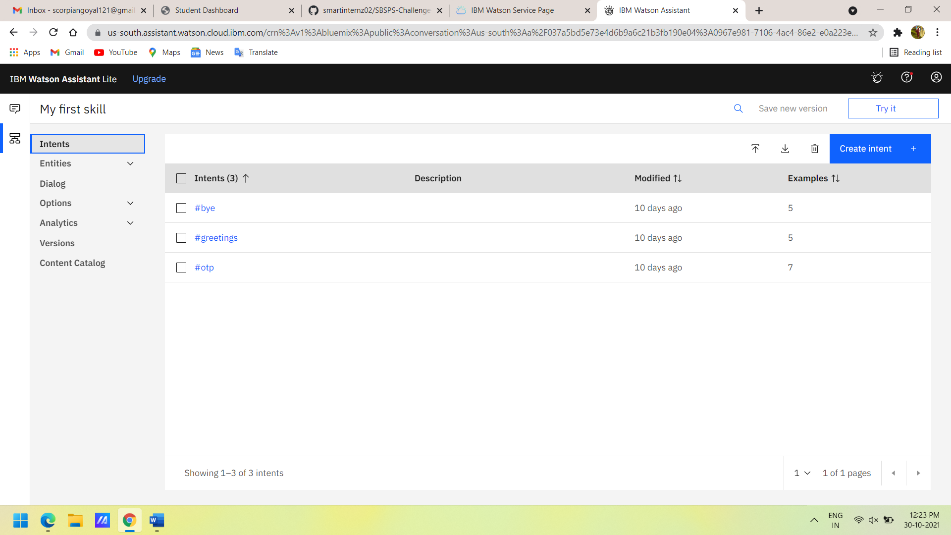 Inbox - scorpiangoyal121@gmai
Student Dashboard
smartinternz02/SBSPS-Challenge
IBM Watson Service Page
IBM Watson Assistant
us-south.assistant.watson.cloud.ibm.com/crn%3Av1%3Abluemix%3Apublic%3Aconversation%3Aus-south%3Aa%2F037a5bd5e73e4d6b9a6c21b3fb190e04%3A0967e981-7106-4ac4-86e2-e0a223e...
Apps
Gmail
YouTube
Maps
News
Translate
Reading list
IBM Watson Assistant Lite
Upgrade
My first skill
Save new version
Try it
Intents
Entities
Dialog
Options
Analytics
Versions
Content Catalog
Create intent +
Intents (3) Description Modified Examples
#bye 10 days ago 5
#greetings 10 days ago 5
#otp 10 days ago 7
Showing 1–3 of 3 intents
1
1 of 1 pages
ENG
IN
12:23 PM
30-10-2021